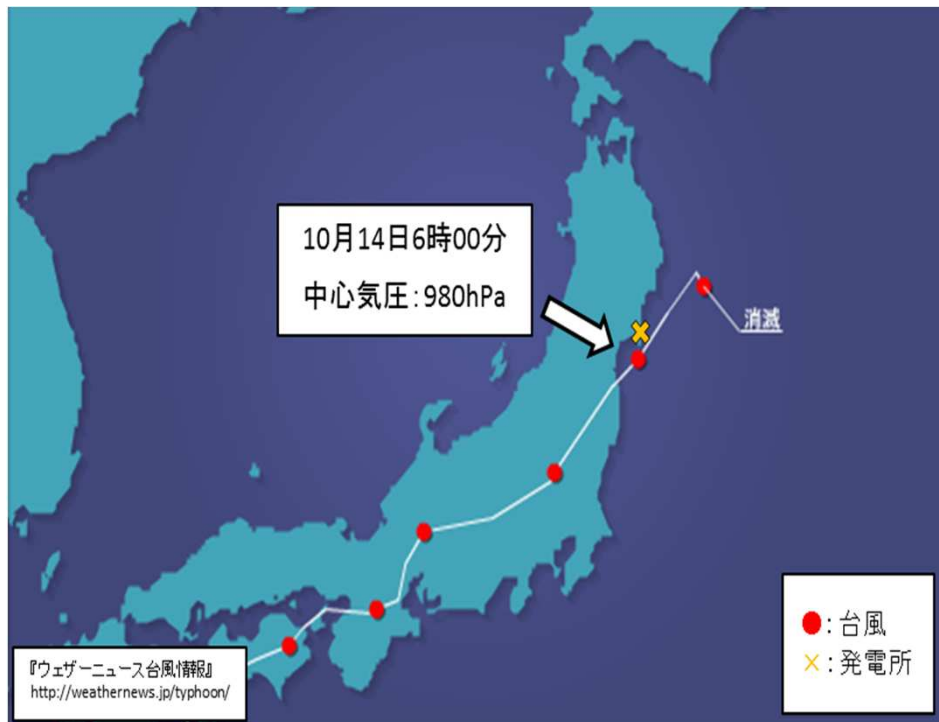 10月14日6時00分
中心気圧:980hPa
消滅
『ウェザーニュース台風情報』
http://weathernews.jp/typhoon/
●:台風
×:発電所